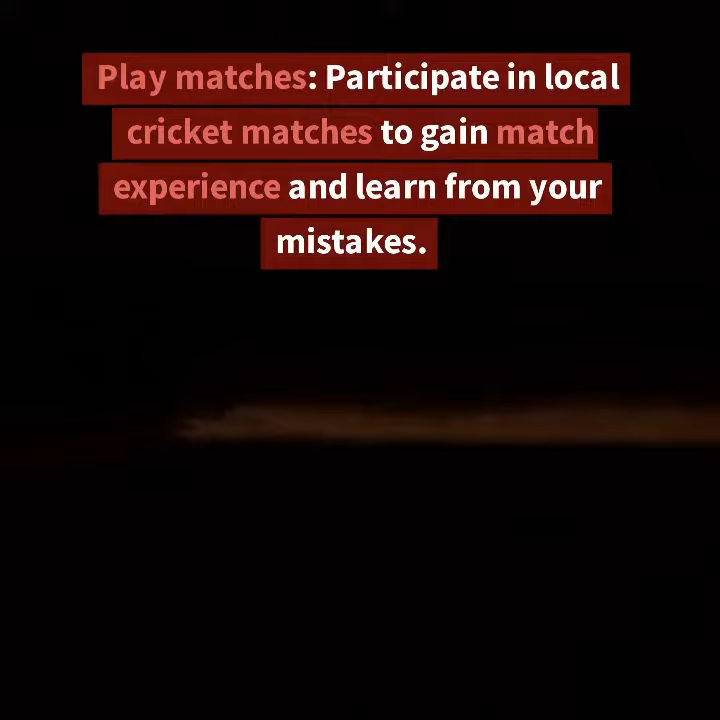 Play matches: Participate in local
cricket matches to gain match
experience and learn from your
mistakes.